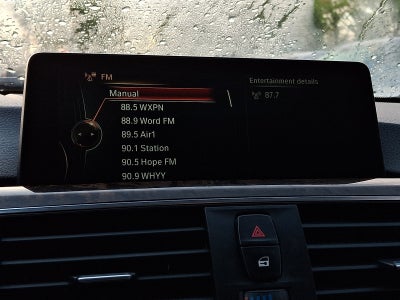 FM
Manual
88.5 WXPN
88.9 Word FM
89.5 Air1
90.1 Station
90.5 Hope FM
90.9 WHYY
Entertainment details
87.7